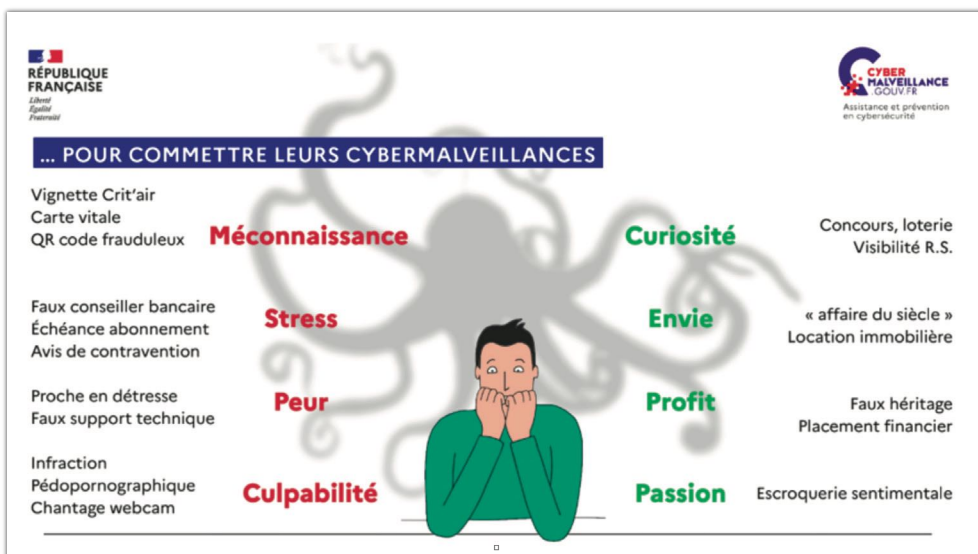 RÉPUBLIQUE
FRANÇAISE
Liberté
Égalité
Fraternité
CYBER
MALVEILLANCE
.GOUV.FR
Assistance et prévention
en cybersécurité
... POUR COMMETTRE LEURS CYBERMALVEILLANCES
Vignette Crit'air
Carte vitale
QR code frauduleux
Méconnaissance
Faux conseiller bancaire
Échéance abonnement
Avis de contravention
Stress
Proche en détresse
Faux support technique
Peur
Infraction
Pédopornographique
Chantage webcam
Culpabilité
Curiosité
Concours, loterie
Visibilité R.S.
Envie
« affaire du siècle »
Location immobilière
Profit
Faux héritage
Placement financier
Passion
Escroquerie sentimentale